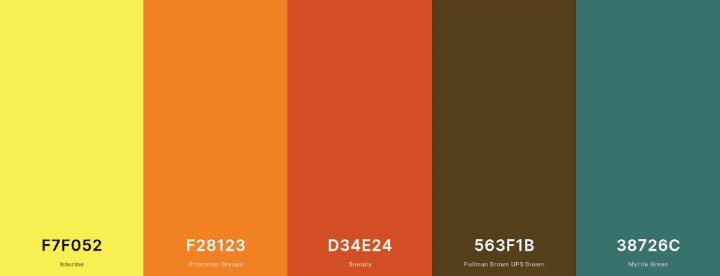 F7F052
F28123
D34E24
563F1B
38726C
Icterine
Princeton Orange
Sinopia
Pullman Brown UPS Brown
Myrtle Green